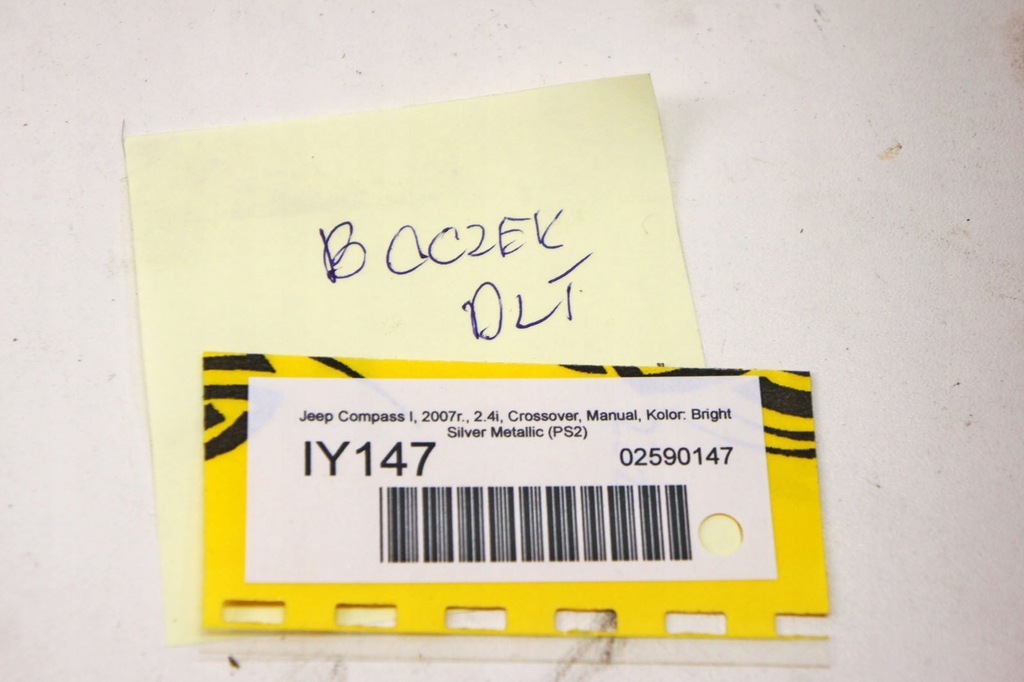 BOCZEK
DLT
Jeep Compass I, 2007r., 2.4i, Crossover, Manual, Kolor: Bright
Silver Metallic (PS2)
IY147 02590147